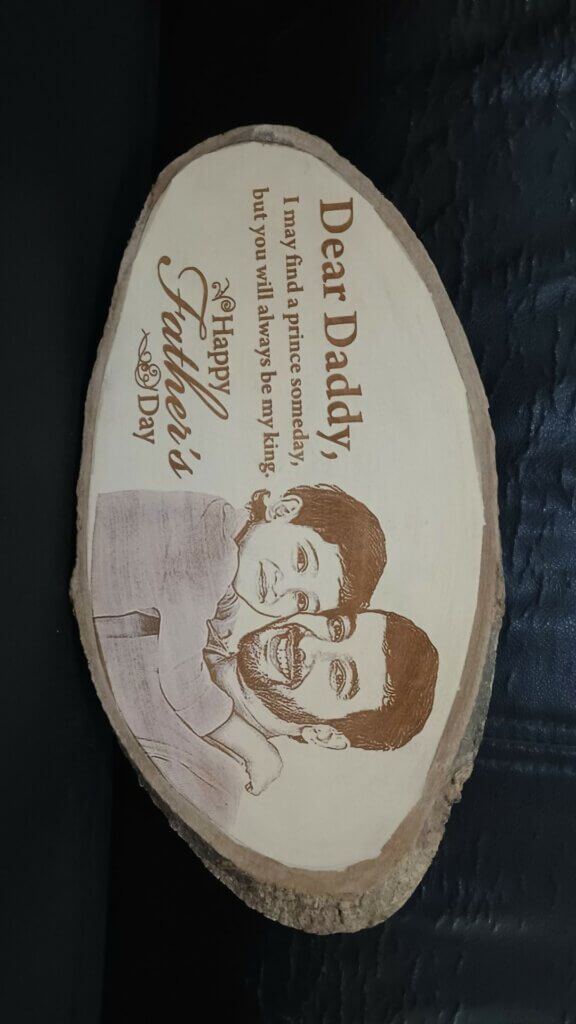 Dear Daddy,
I may find a prince someday,
but you will always be my king.
Happy
Father's
Day